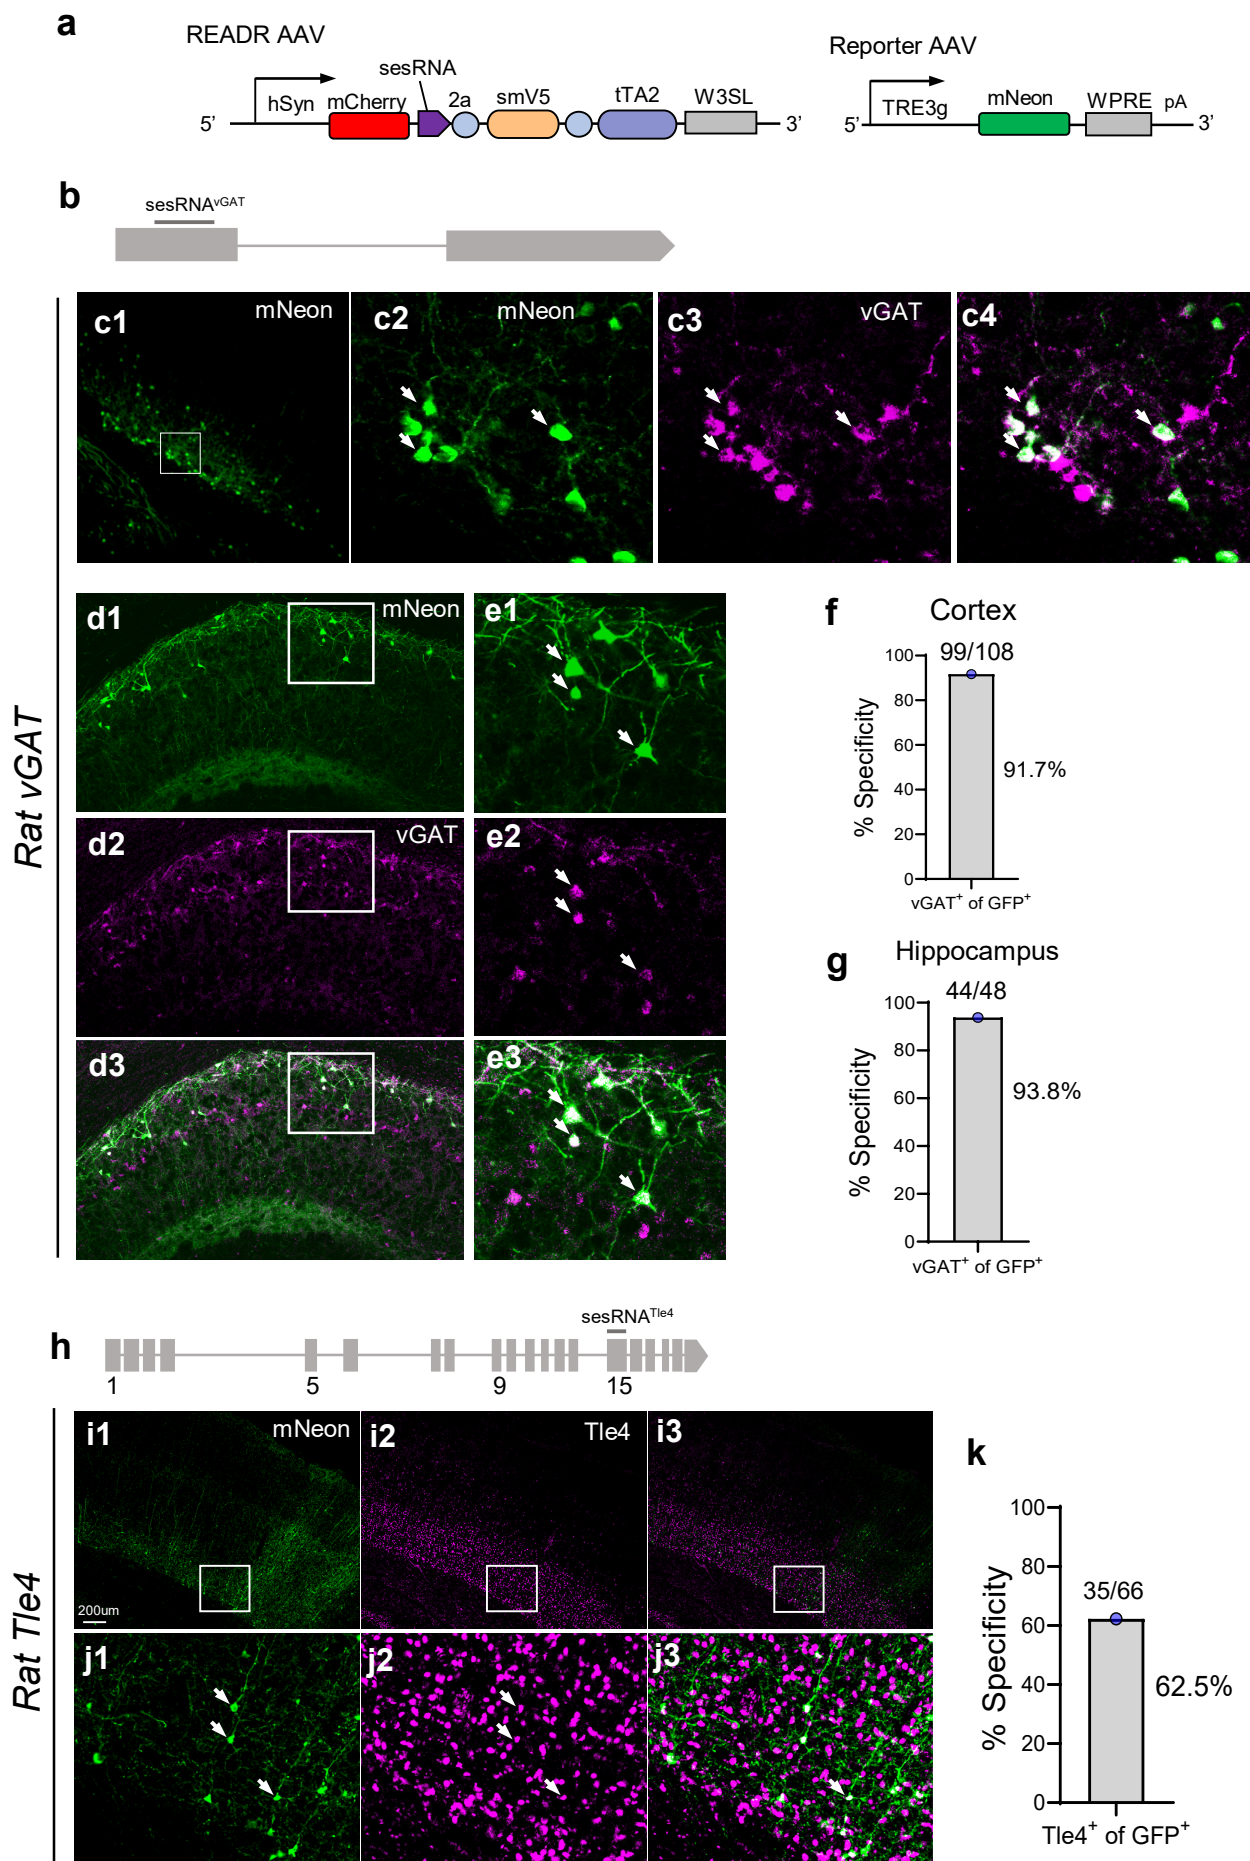 a
READR AAV
Reporter AAV
sesRNA
hSyn
mCherry
2a
smV5
tTA2
W3SL
5’
3’
TRE3g
mNeon
WPRE
pA
5’
3’
b
sesRNAvGAT
Rat vGAT
c1
mNeon
c2
mNeon
c3
vGAT
c4
d1
mNeon
e1
d2
vGAT
e2
d3
e3
f
Cortex
99/108
100
80
60
40
20
0
% Specificity
91.7%
vGAT+ of GFP+
g
Hippocampus
44/48
100
80
60
40
20
0
% Specificity
93.8%
vGAT+ of GFP+
h
sesRNATle4
1
5
9
15
Rat Tle4
i1
mNeon
200um
i2
Tle4
i3
j1
j2
j3
k
100
80
60
40
20
0
% Specificity
35/66
62.5%
Tle4+ of GFP+